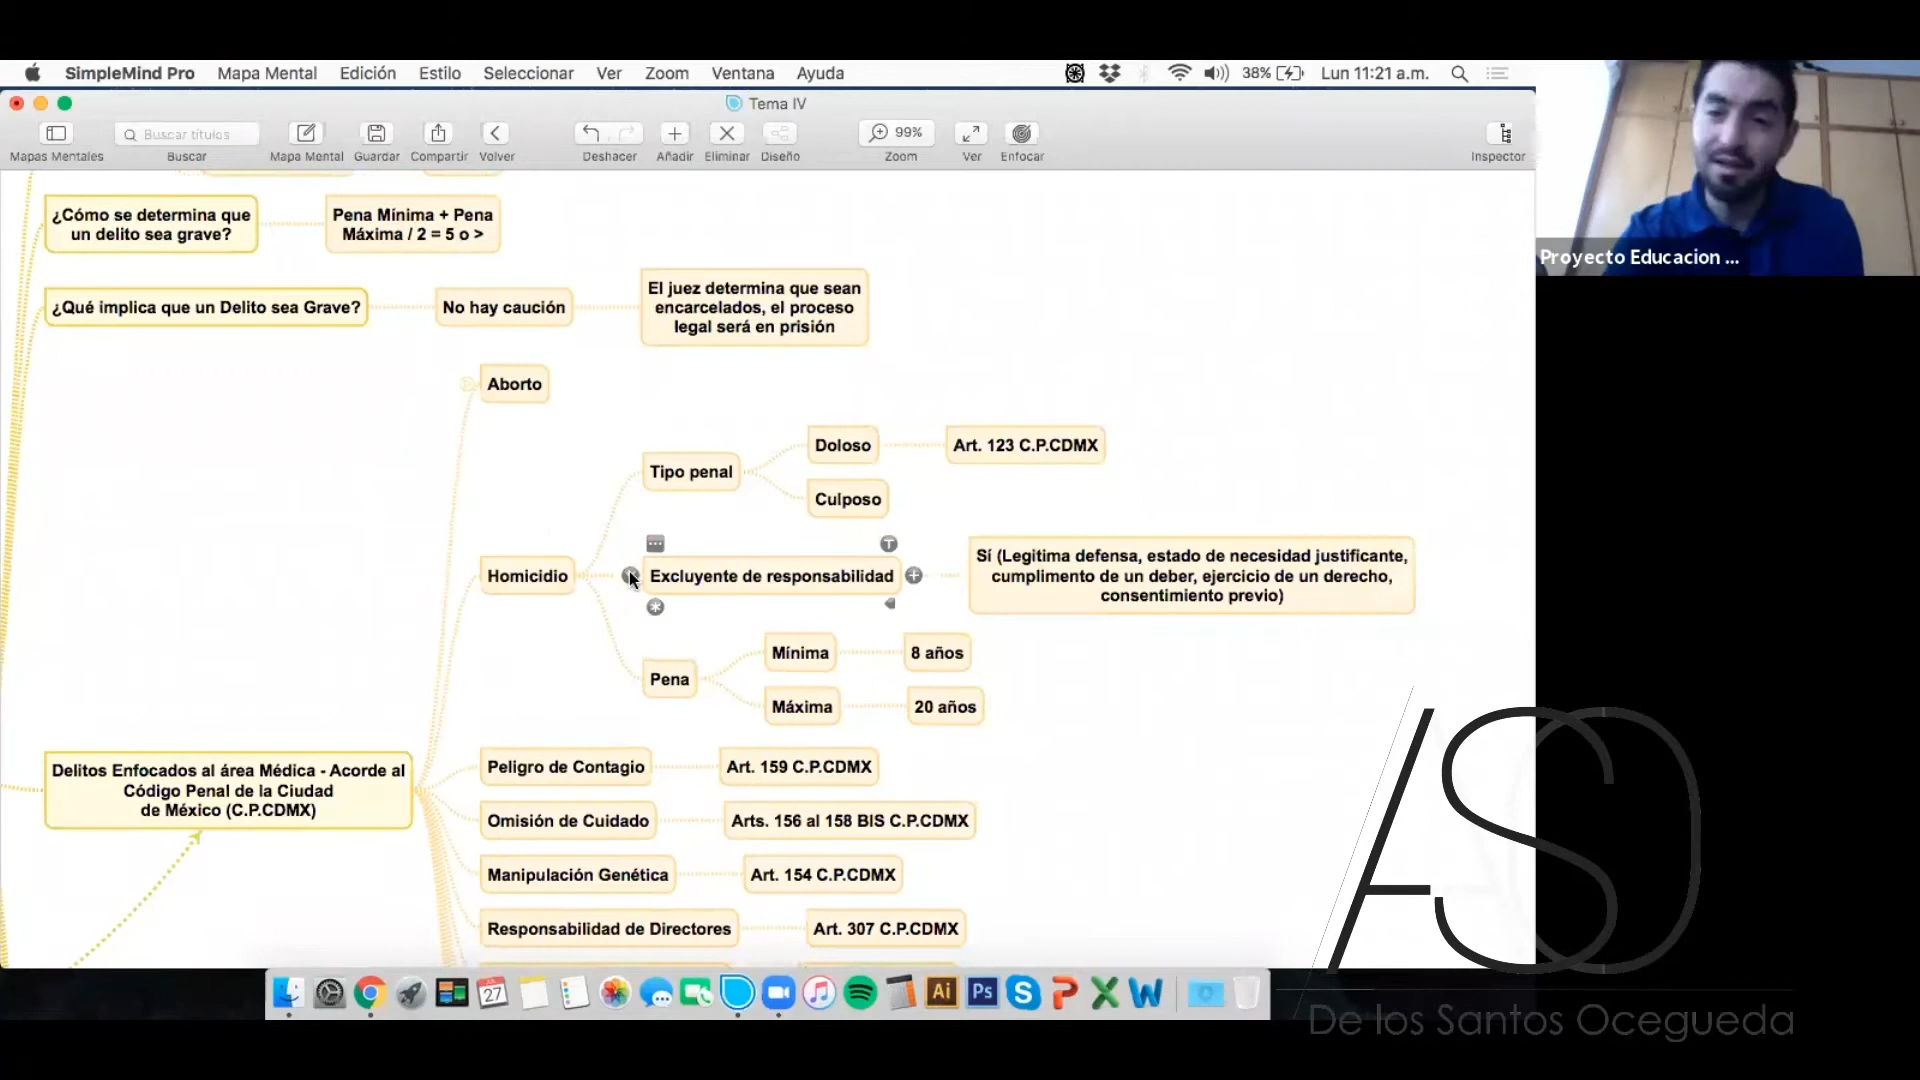 SimpleMind Pro Mapa Mental Edición Estilo Seleccionar Ver Zoom Ventana Ayuda 38% Lun 11:21 a.m.
Tema IV
Buscar títulos
99%
Mapas Mentales Buscar Mapa Mental Guardar Compartir Volver Deshacer Añadir Eliminar Diseño Zoom Ver Enfocar Inspector
¿Cómo se determina que
un delito sea grave?
Pena Mínima + Pena
Máxima / 2 = 5 o >
Proyecto Educacion ...
¿Qué implica que un Delito sea Grave?
No hay caución
El juez determina que sean
encarcelados, el proceso
legal será en prisión
Aborto
Homicidio
Tipo penal
Doloso
Art. 123 C.P.CDMX
Culposo
Excluyente de responsabilidad
Sí (Legitima defensa, estado de necesidad justificante,
cumplimento de un deber, ejercicio de un derecho,
consentimiento previo)
Pena
Mínima
8 años
Máxima
20 años
Delitos Enfocados al área Médica - Acorde al
Código Penal de la Ciudad
de México (C.P.CDMX)
Peligro de Contagio
Art. 159 C.P.CDMX
Omisión de Cuidado
Arts. 156 al 158 BIS C.P.CDMX
Manipulación Genética
Art. 154 C.P.CDMX
Responsabilidad de Directores
Art. 307 C.P.CDMX
27
Ai
Ps
S
P
X
W
ASO
De los Santos Ocegueda